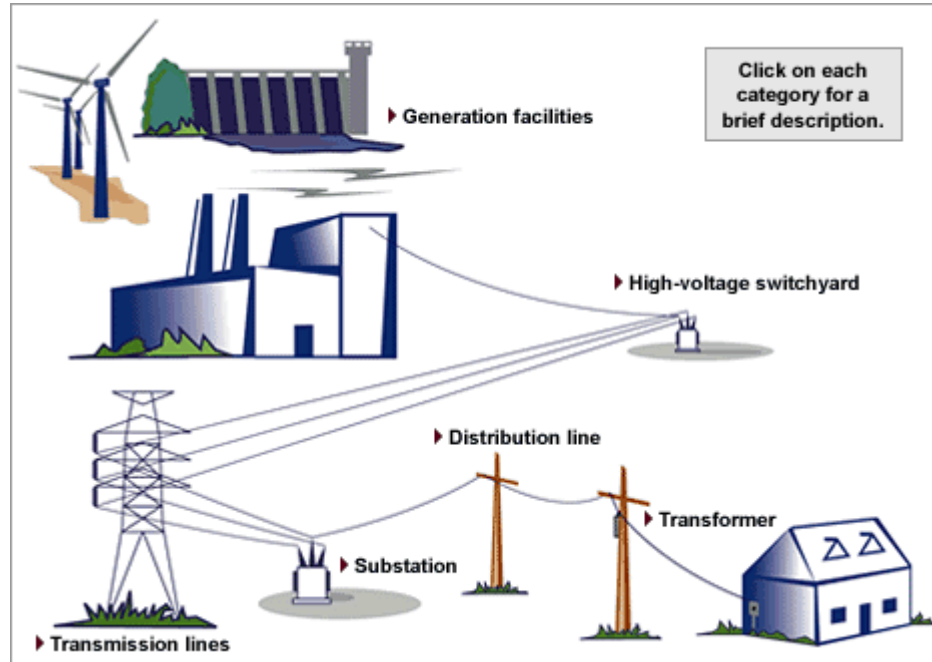 Click on each
category for a
brief description.
Generation facilities
High-voltage switchyard
Distribution line
Transformer
Substation
Transmission lines